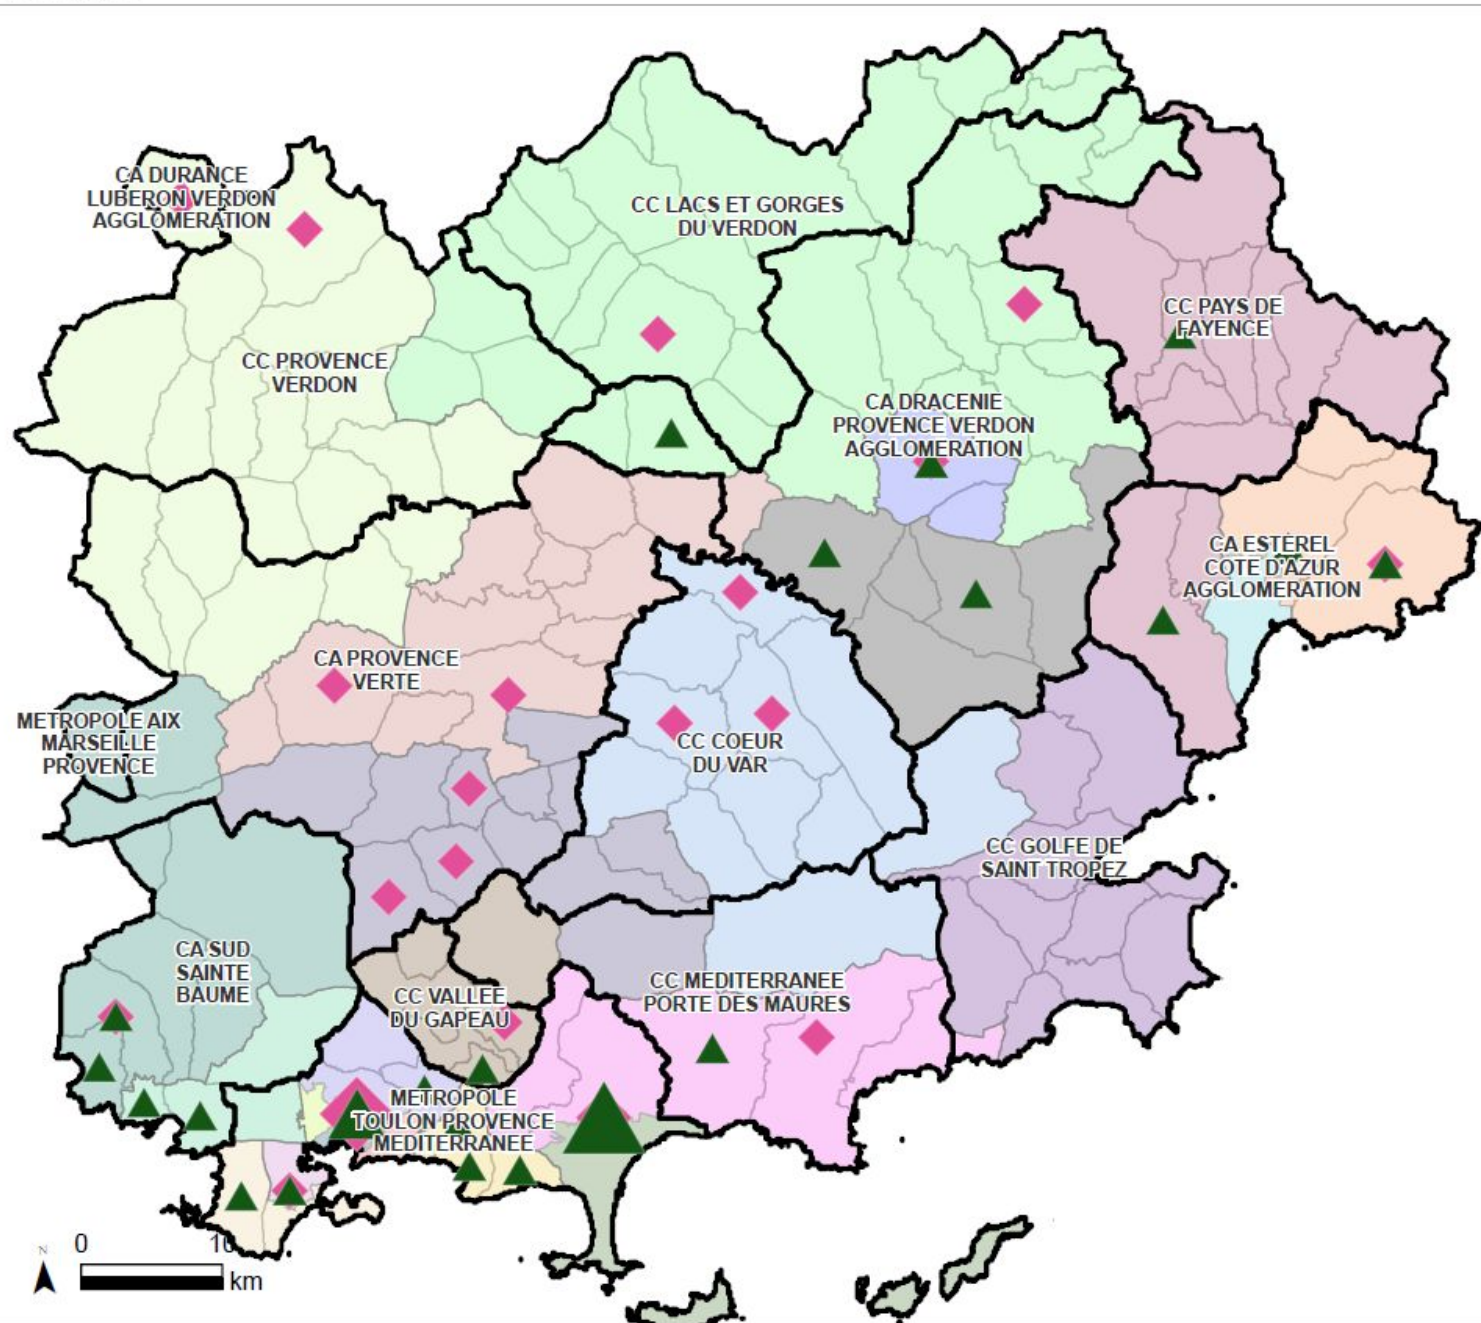 CA DURANCE
LUBERON VERDON
AGGLOMERATION
CC LACS ET GORGES
DU VERDON
CC PAYS DE
FAYENCE
CC PROVENCE
VERDON
CA DRACENIE
PROVENCE VERDON
AGGLOMERATION
CA ESTEREL
COTE D'AZUR
AGGLOMERATION
CA PROVENCE
VERTE
METROPOLE AIX
MARSEILLE
PROVENCE
CC COEUR
DU VAR
CC GOLFE DE
SAINT TROPEZ
CA SUD
SAINTE
BAUME
CC VALLEE
DU GAPEAU
CC MEDITERRANEE
PORTE DES MAURES
METROPOLE
TOULON PROVENCE
MEDITERRANEE
N
0 10
km